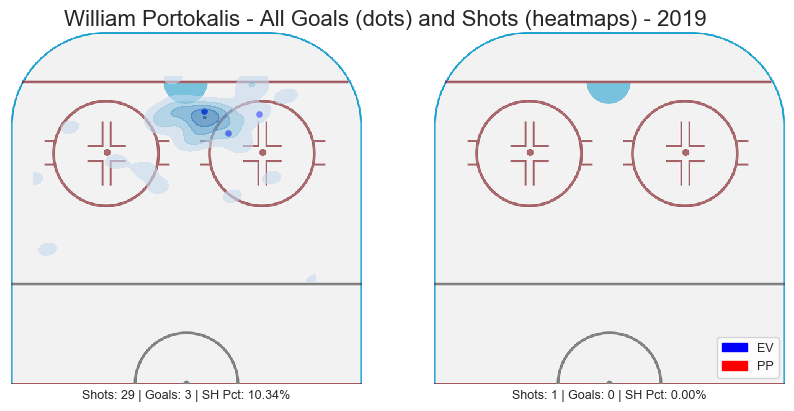 William Portokalis - All Goals (dots) and Shots (heatmaps) - 2019
EV
PP
Shots: 29 | Goals: 3 | SH Pct: 10.34%
Shots: 1 | Goals: 0 | SH Pct: 0.00%